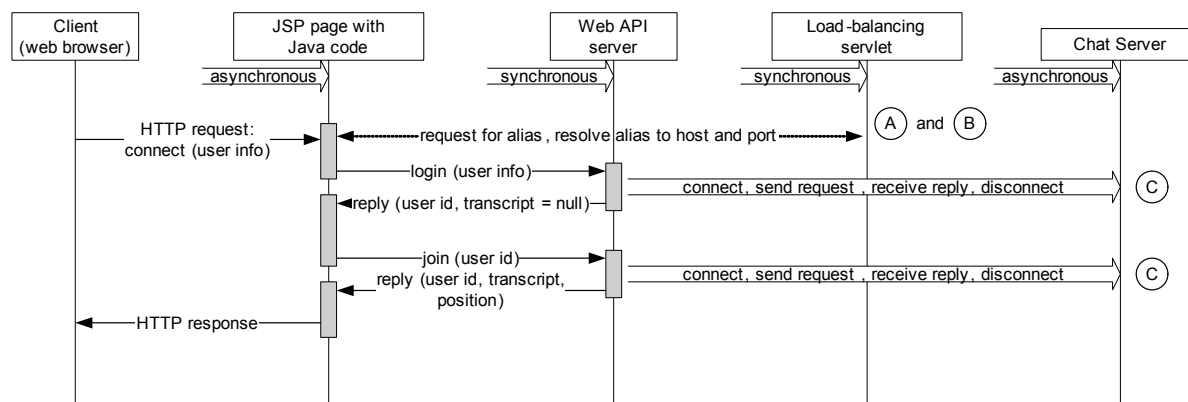 Client
(web browser)
JSP page with
Java code
Web API
server
Load-balancing
servlet
Chat Server
asynchronous
synchronous
synchronous
asynchronous
HTTP request:
connect (user info)
request for alias, resolve alias to host and port
A and B
login (user info)
connect, send request, receive reply, disconnect
C
reply (user id, transcript = null)
join (user id)
connect, send request, receive reply, disconnect
C
reply (user id, transcript,
position)
HTTP response